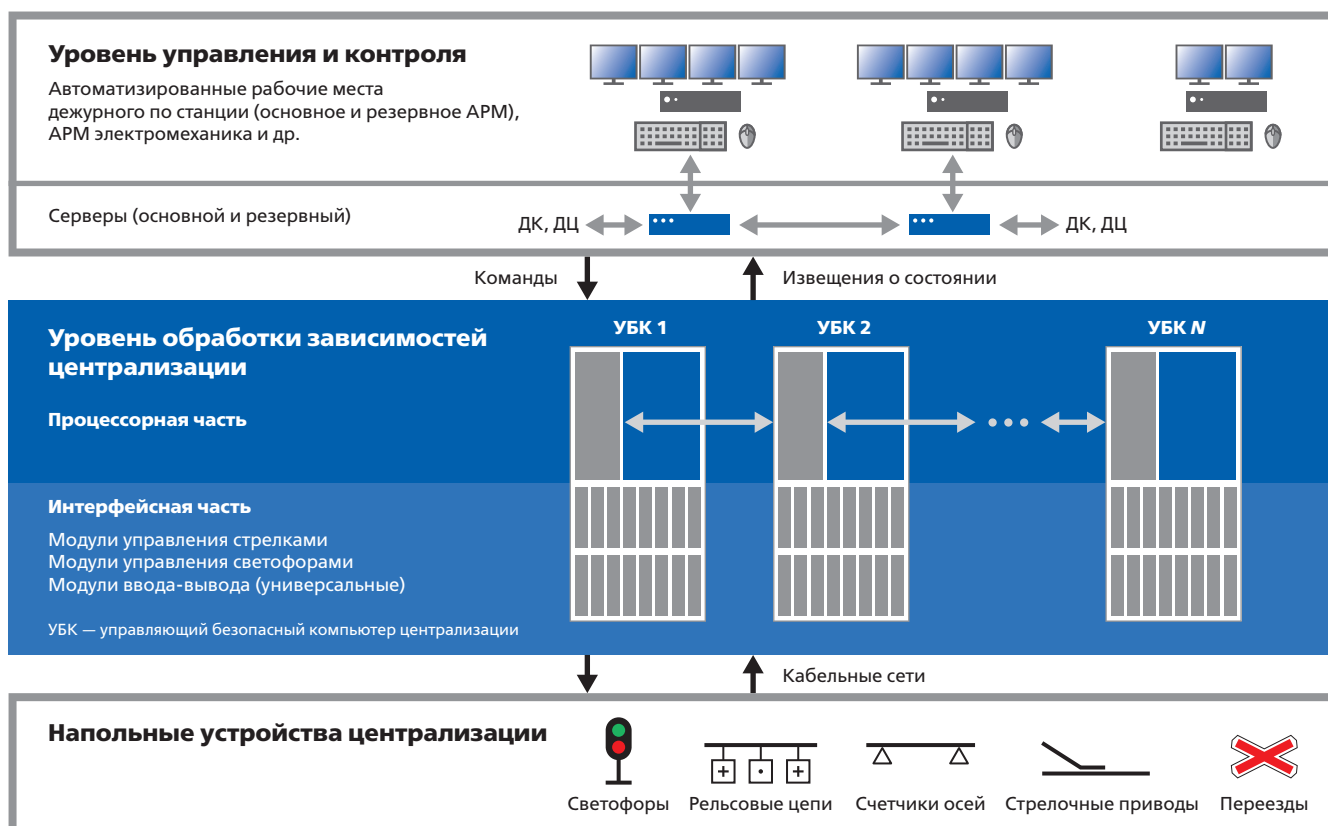 Уровень управления и контроля
Автоматизированные рабочие места
дежурного по станции (основное и резервное АРМ),
АРМ электромеханика и др.
Серверы (основной и резервный)
ДК, ДЦ
ДК, ДЦ
Команды
Извещения о состоянии
Уровень обработки зависимостей
централизации
УБК 1
УБК 2
УБК N
Процессорная часть
Интерфейсная часть
Модули управления стрелками
Модули управления светофорами
Модули ввода-вывода (универсальные)
УБК — управляющий безопасный компьютер централизации
Кабельные сети
Напольные устройства централизации
Светофоры
Рельсовые цепи
Счетчики осей
Стрелочные приводы
Переезды